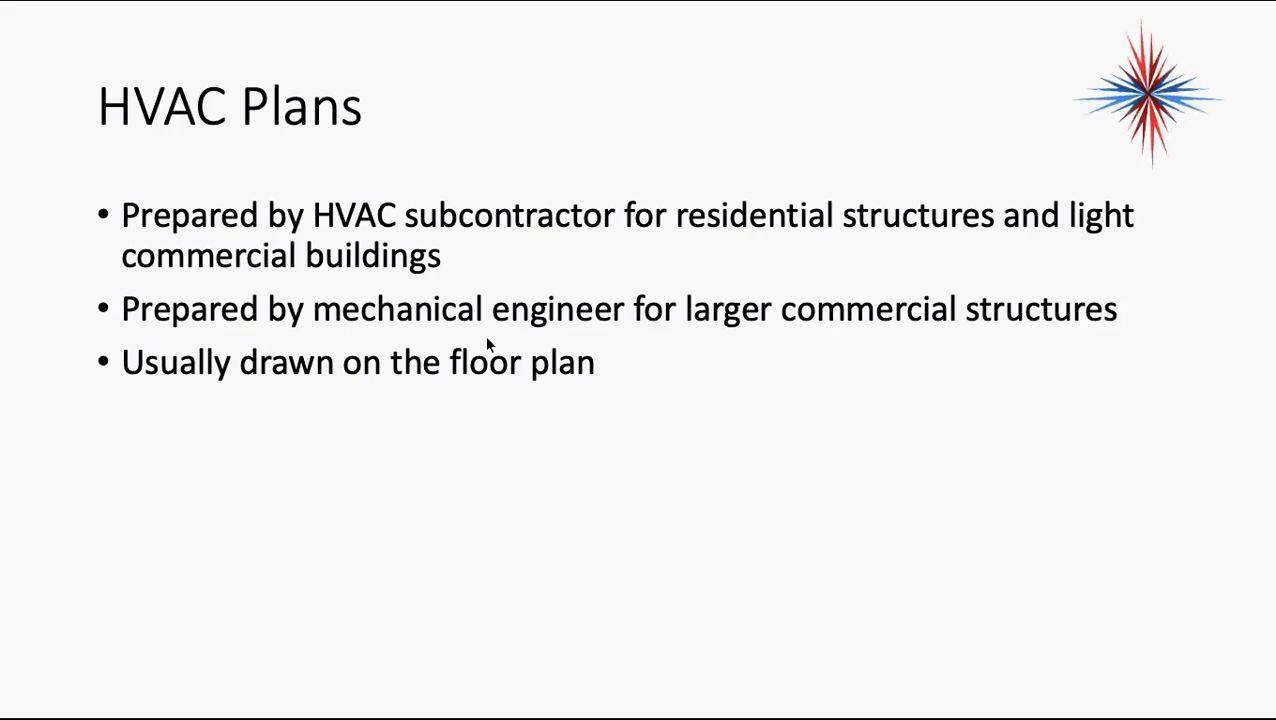 HVAC Plans
• Prepared by HVAC subcontractor for residential structures and light
commercial buildings
• Prepared by mechanical engineer for larger commercial structures
• Usually drawn on the floor plan